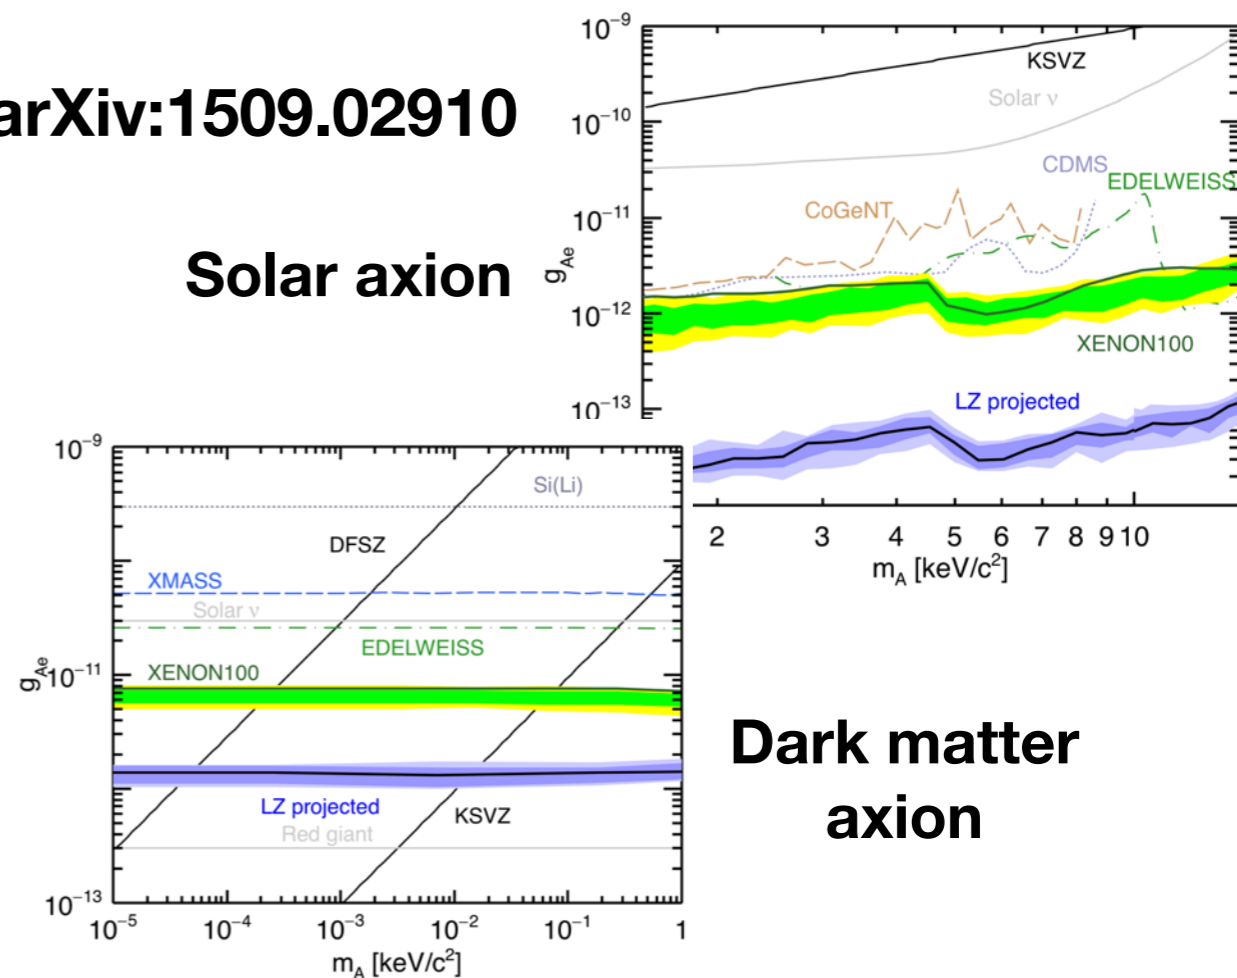 arXiv:1509.02910
Solar axion
10⁻⁹
10⁻¹⁰
10⁻¹¹
10⁻¹²
10⁻¹³
g_Ae
KSVZ
Solar ν
CDMS
EDELWEISS
CoGeNT
XENON100
LZ projected
2 3 4 5 6 7 8 9 10
m_A [keV/c²]
10⁻⁹
10⁻¹¹
10⁻¹³
g_Ae
Si(Li)
DFSZ
XMASS
Solar ν
EDELWEISS
XENON100
LZ projected
KSVZ
Red giant
10⁻⁵ 10⁻⁴ 10⁻³ 10⁻² 10⁻¹ 1
m_A [keV/c²]
Dark matter
axion